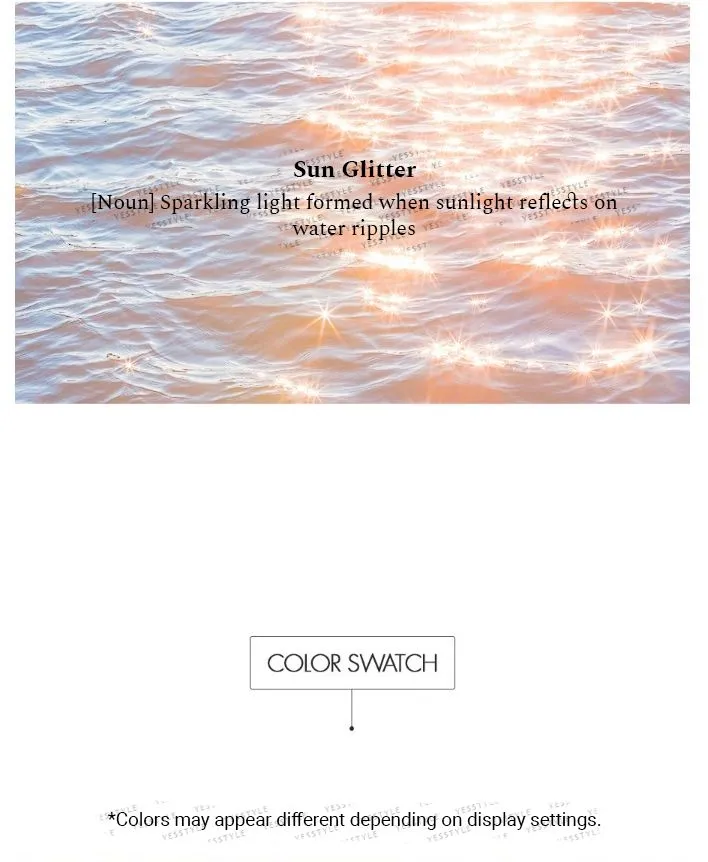 Sun Glitter
[Noun] Sparkling light formed when sunlight reflects on
water ripples
COLOR SWATCH
*Colors may appear different depending on display settings.
YESSTYLE